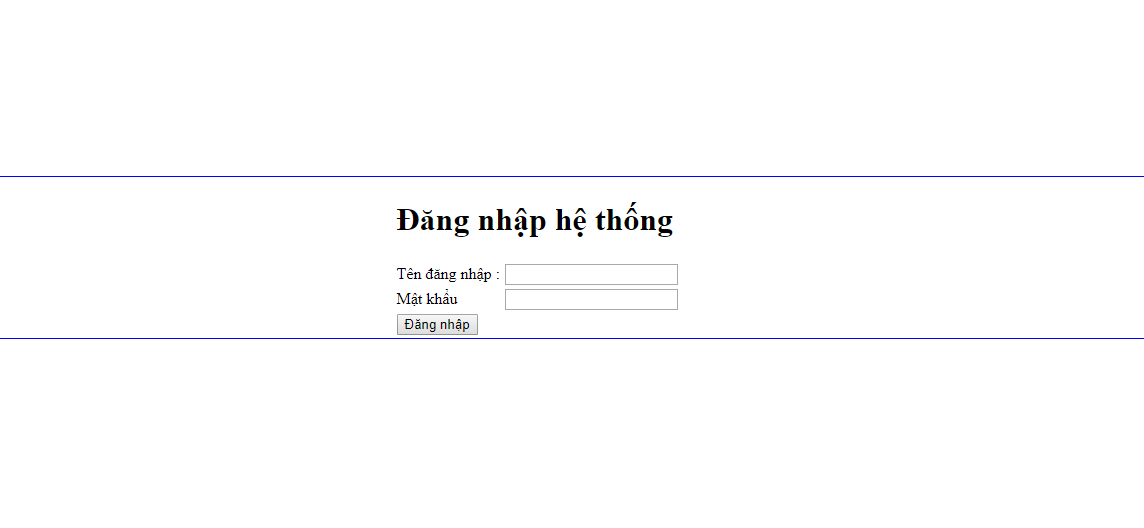 Đăng nhập hệ thống
Tên đăng nhập :
Mật khẩu
Đăng nhập